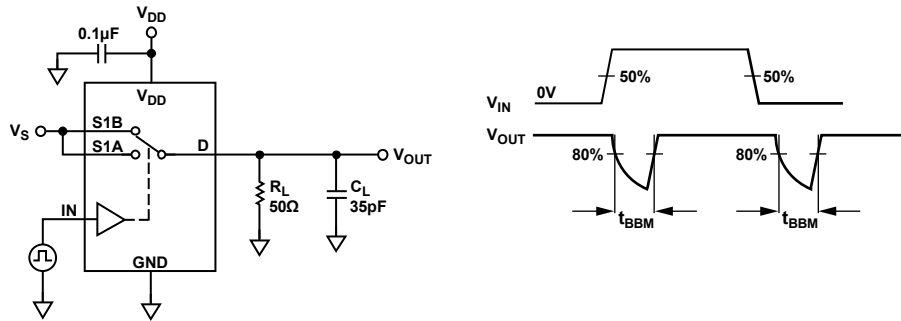 VDD
0.1µF
VDD
VS
S1B
S1A
D
VOUT
RL
50Ω
CL
35pF
IN
GND
VIN
0V
50%
50%
VOUT
80%
80%
tBBM
tBBM